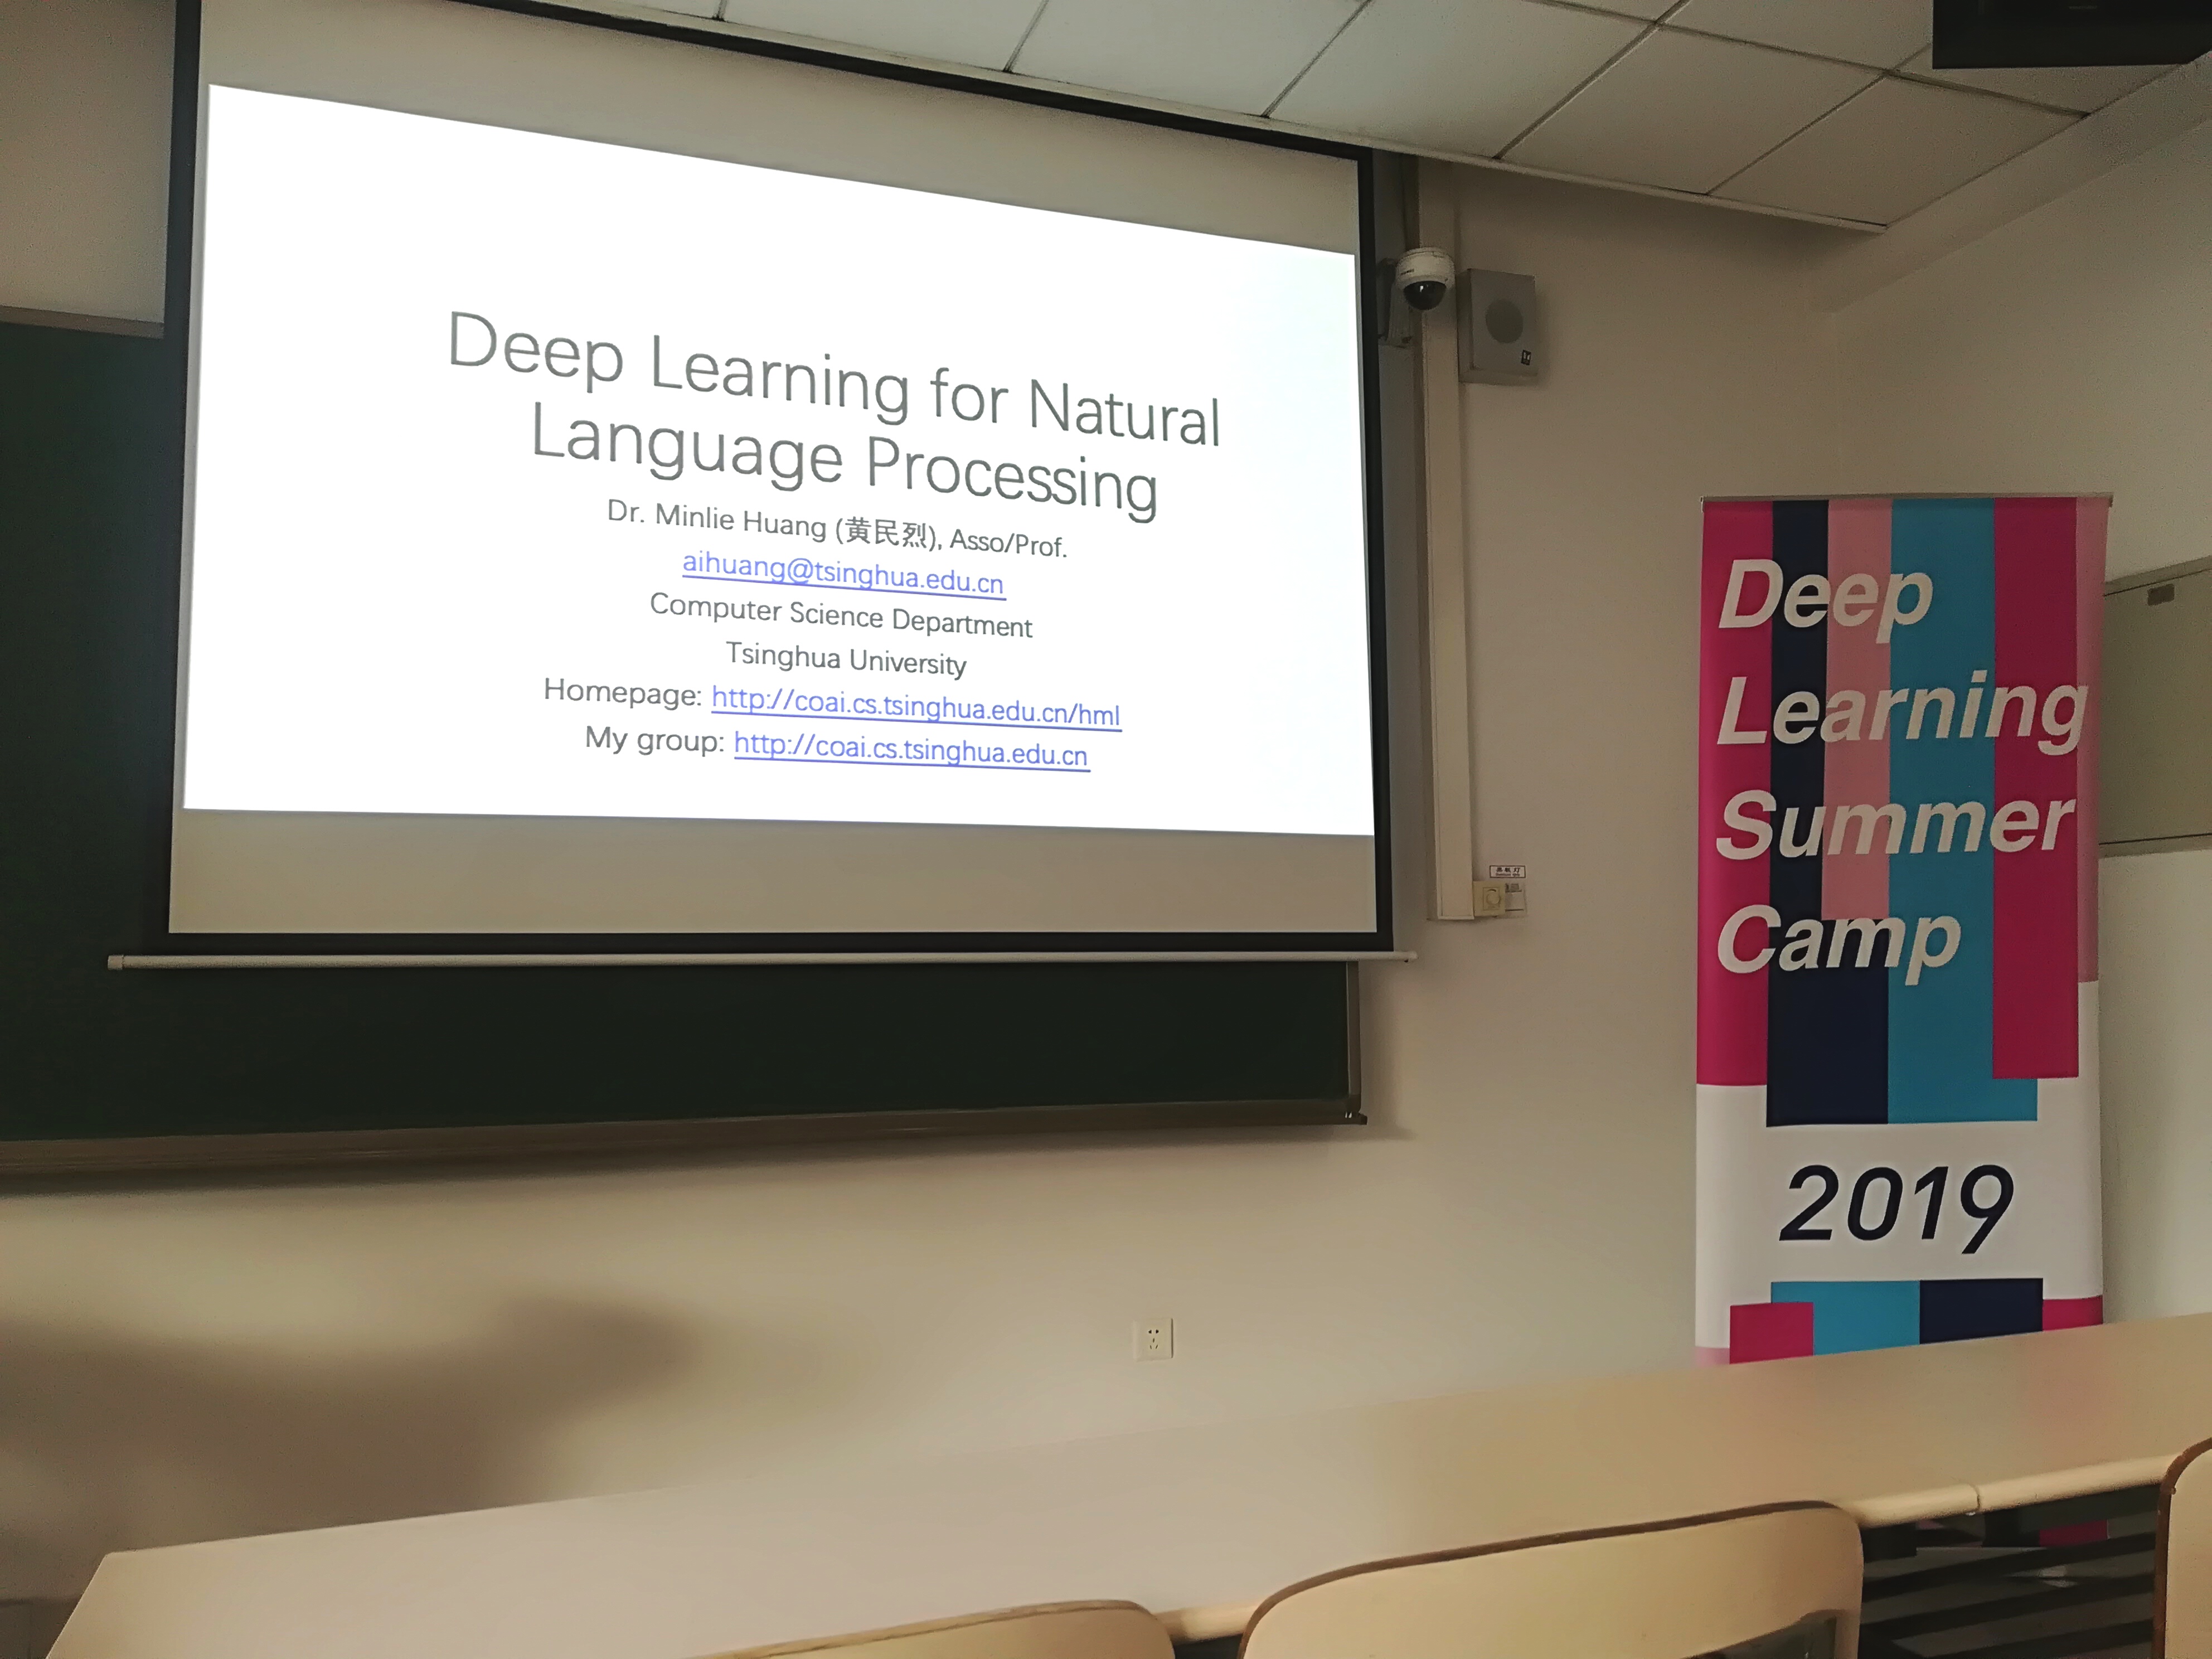 Deep Learning for Natural
Language Processing
Dr. Minlie Huang (黄民烈), Asso/Prof.
aihuang@tsinghua.edu.cn
Computer Science Department
Tsinghua University
Homepage: http://coai.cs.tsinghua.edu.cn/hml
My group: http://coai.cs.tsinghua.edu.cn
Deep
Learning
Summer
Camp
2019